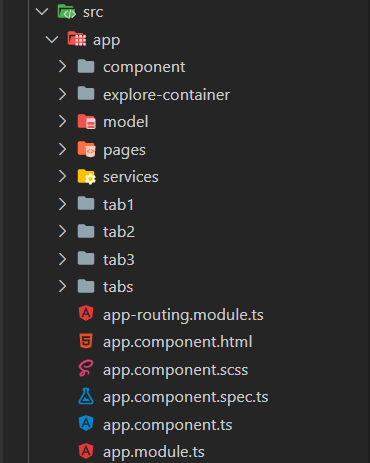 src
app
component
explore-container
model
pages
services
tab1
tab2
tab3
tabs
app-routing.module.ts
app.component.html
app.component.scss
app.component.spec.ts
app.component.ts
app.module.ts